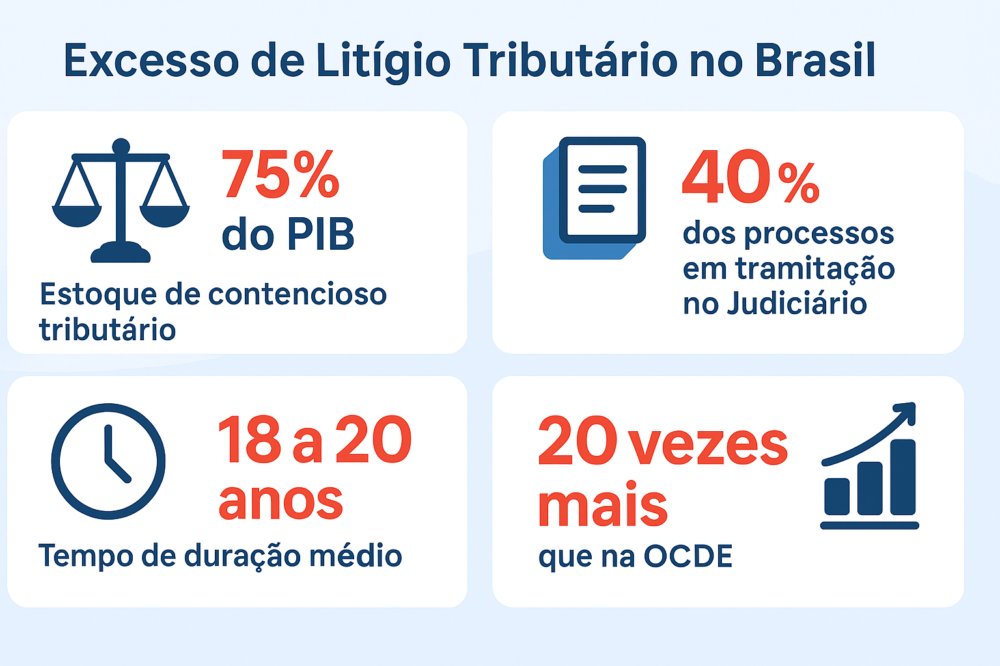 Excesso de Litígio Tributário no Brasil
75%
do PIB
Estoque de contencioso
tributário
40%
dos processos
em tramitação
no Judiciário
18 a 20
anos
Tempo de duração médio
20 vezes
mais
que na OCDE